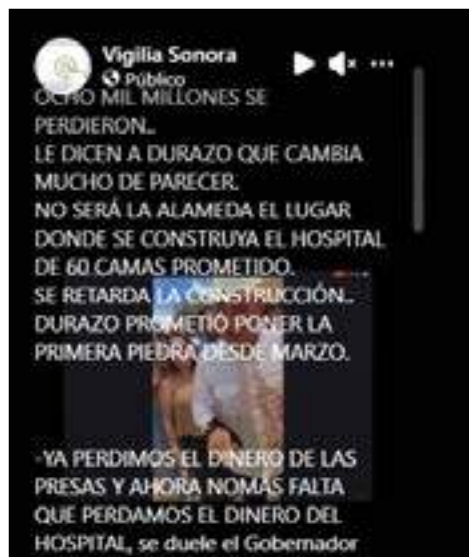 Vigilia Sonora
Público
OCHO MIL MILLONES SE
PERDIERON..
LE DICEN A DURAZO QUE CAMBIA
MUCHO DE PARECER.
NO SERÁ LA ALAMEDA EL LUGAR
DONDE SE CONSTRUYA EL HOSPITAL
DE 60 CAMAS PROMETIDO.
SE RETARDA LA CONSTRUCCIÓN..
DURAZO PROMETIÓ PONER LA
PRIMERA PIEDRA DESDE MARZO.
-YA PERDIMOS EL DINERO DE LAS
PRESAS Y AHORA NOMÁS FALTA
QUE PERDAMOS EL DINERO DEL
HOSPITAL, se duele el Gobernador